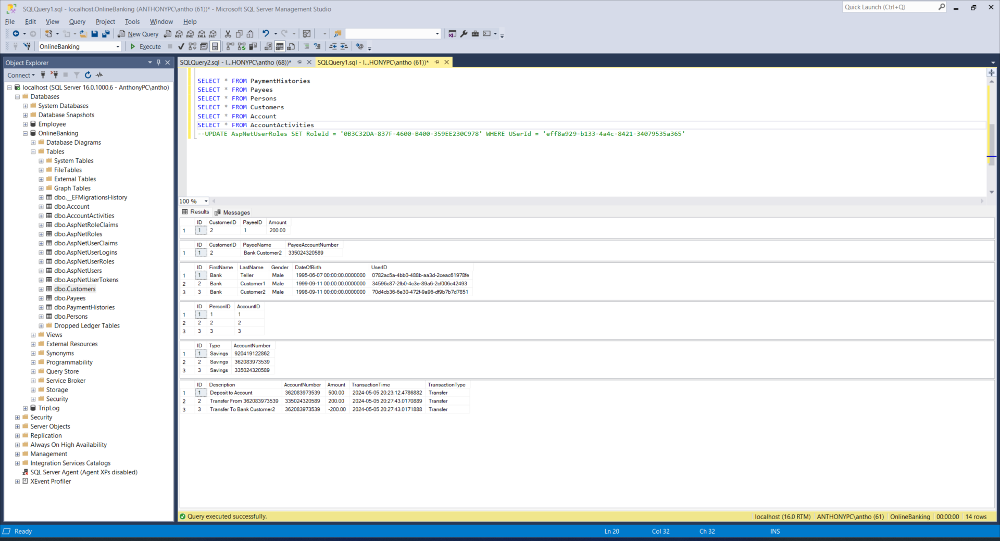 SQLQuery1.sql - localhost.OnlineBanking (ANTHONYPC\antho (61))* - Microsoft SQL Server Management Studio
Quick Launch (Ctrl+Q)
File Edit View Query Project Tools Window Help
New Query MDX DMX XMLA DAX
OnlineBanking Execute
Object Explorer
Connect
localhost (SQL Server 16.0.1000.6 - AnthonyPC\antho)
Databases
System Databases
Database Snapshots
Employee
OnlineBanking
Database Diagrams
Tables
System Tables
FileTables
External Tables
Graph Tables
dbo.__EFMigrationsHistory
dbo.Account
dbo.AccountActivities
dbo.AspNetRoleClaims
dbo.AspNetRoles
dbo.AspNetUserClaims
dbo.AspNetUserLogins
dbo.AspNetUserRoles
dbo.AspNetUsers
dbo.AspNetUserTokens
dbo.Customers
dbo.Payees
dbo.PaymentHistories
dbo.Persons
Dropped Ledger Tables
Views
External Resources
Synonyms
Programmability
Query Store
Service Broker
Storage
Security
TripLog
Security
Server Objects
Replication
Always On High Availability
Management
Integration Services Catalogs
SQL Server Agent (Agent XPs disabled)
XEvent Profiler
SQLQuery2.sql - l...HONYPC\antho (68))* SQLQuery1.sql - l...HONYPC\antho (61))*
SELECT * FROM PaymentHistories
SELECT * FROM Payees
SELECT * FROM Persons
SELECT * FROM Customers
SELECT * FROM Account
SELECT * FROM AccountActivities
--UPDATE AspNetUserRoles SET RoleId = '0B3C32DA-837F-4600-B400-359EE230C978' WHERE USerId = 'eff8a929-b133-4a4c-8421-34079535a365'
100 %
Results Messages
ID CustomerID PayeeID Amount
1 1 2 1 200.00
ID CustomerID PayeeName PayeeAccountNumber
1 1 2 Bank Customer2 335024320589
ID FirstName LastName Gender DateOfBirth UserID
1 1 Bank Teller Male 1995-06-07 00:00:00.0000000 0782ac5a-4bb0-488b-aa3d-2ceac61978fe
2 2 Bank Customer1 Male 1999-09-11 00:00:00.0000000 34596c87-2fb0-4c3e-89a6-2cf006c42493
3 3 Bank Customer2 Male 1998-09-11 00:00:00.0000000 70d4cb36-6e30-472f-9a96-df9b7b7d7851
ID PersonID AccountID
1 1 1 1
2 2 2 2
3 3 3 3
ID Type AccountNumber
1 1 Savings 920419122862
2 2 Savings 362083973539
3 3 Savings 335024320589
ID Description AccountNumber Amount TransactionTime TransactionType
1 1 Deposit to Account 362083973539 500.00 2024-05-05 20:23:12.4786882 Transfer
2 2 Transfer From 362083973539 335024320589 200.00 2024-05-05 20:27:43.0170889 Transfer
3 3 Transfer To Bank Customer2 362083973539 -200.00 2024-05-05 20:27:43.0171888 Transfer
Query executed successfully. localhost (16.0 RTM) ANTHONYPC\antho (61) OnlineBanking 00:00:00 14 rows
Ready Ln 20 Col 32 Ch 32 INS